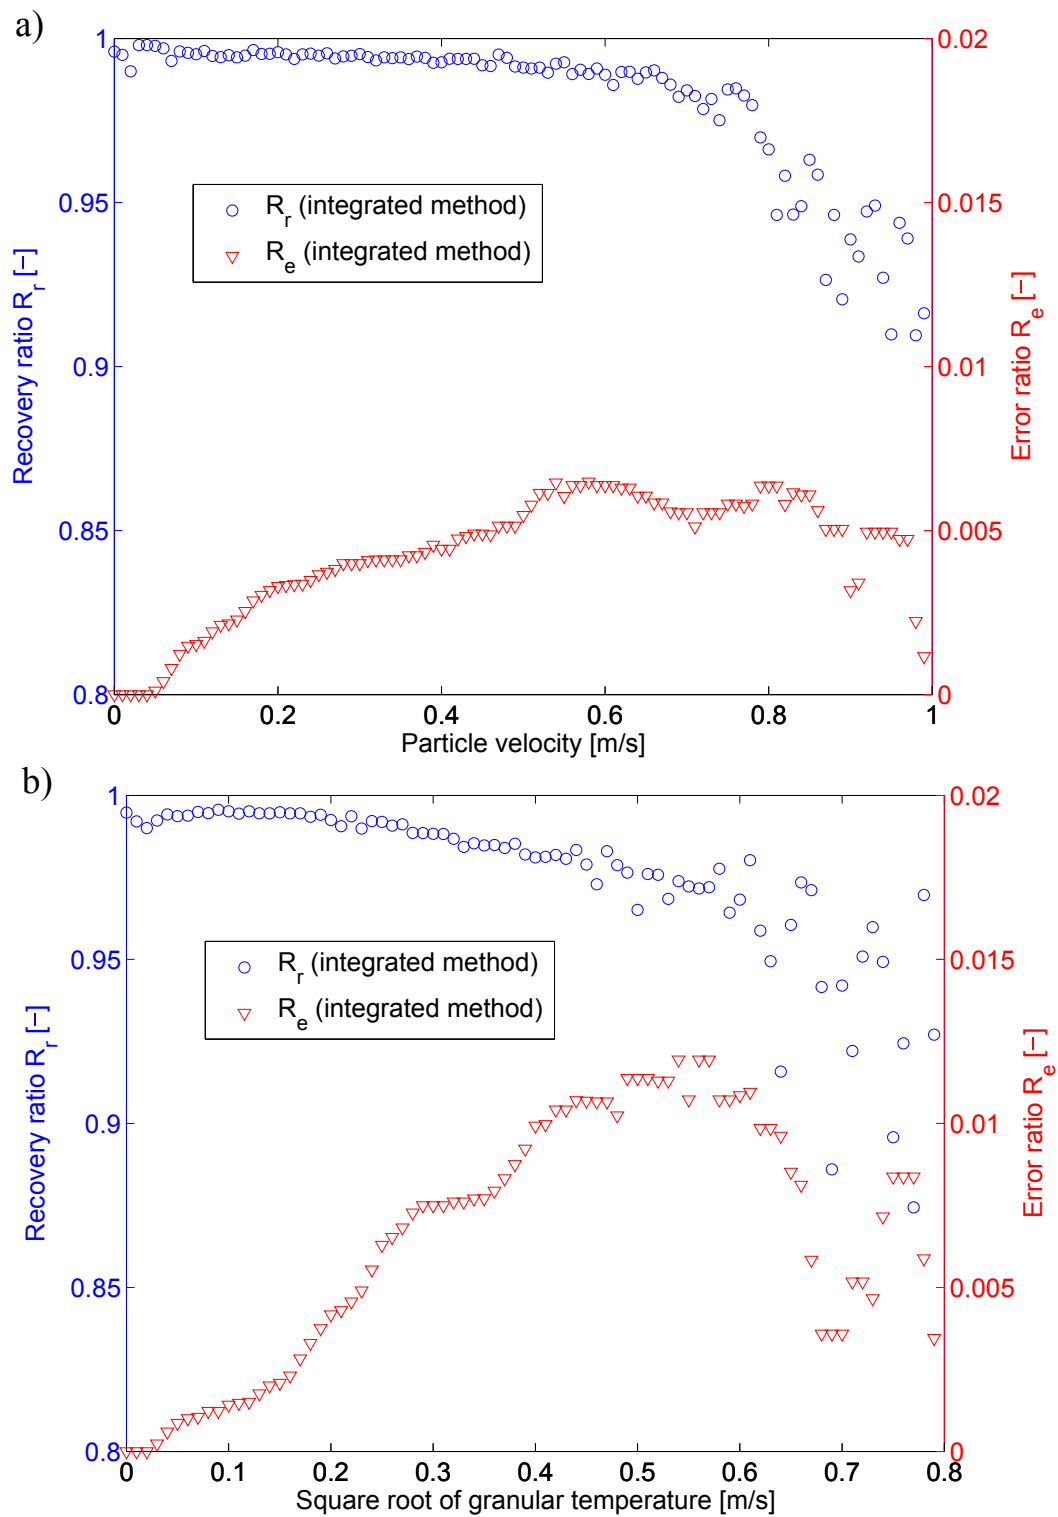 a)
1
0.95
0.9
0.85
0.8
Recovery ratio R_r [–]
0.02
0.015
0.01
0.005
0
Error ratio R_e [–]
R_r (integrated method)
R_e (integrated method)
0 0.2 0.4 0.6 0.8 1
Particle velocity [m/s]
b)
1
0.95
0.9
0.85
0.8
Recovery ratio R_r [–]
0.02
0.015
0.01
0.005
0
Error ratio R_e [–]
R_r (integrated method)
R_e (integrated method)
0 0.1 0.2 0.3 0.4 0.5 0.6 0.7 0.8
Square root of granular temperature [m/s]